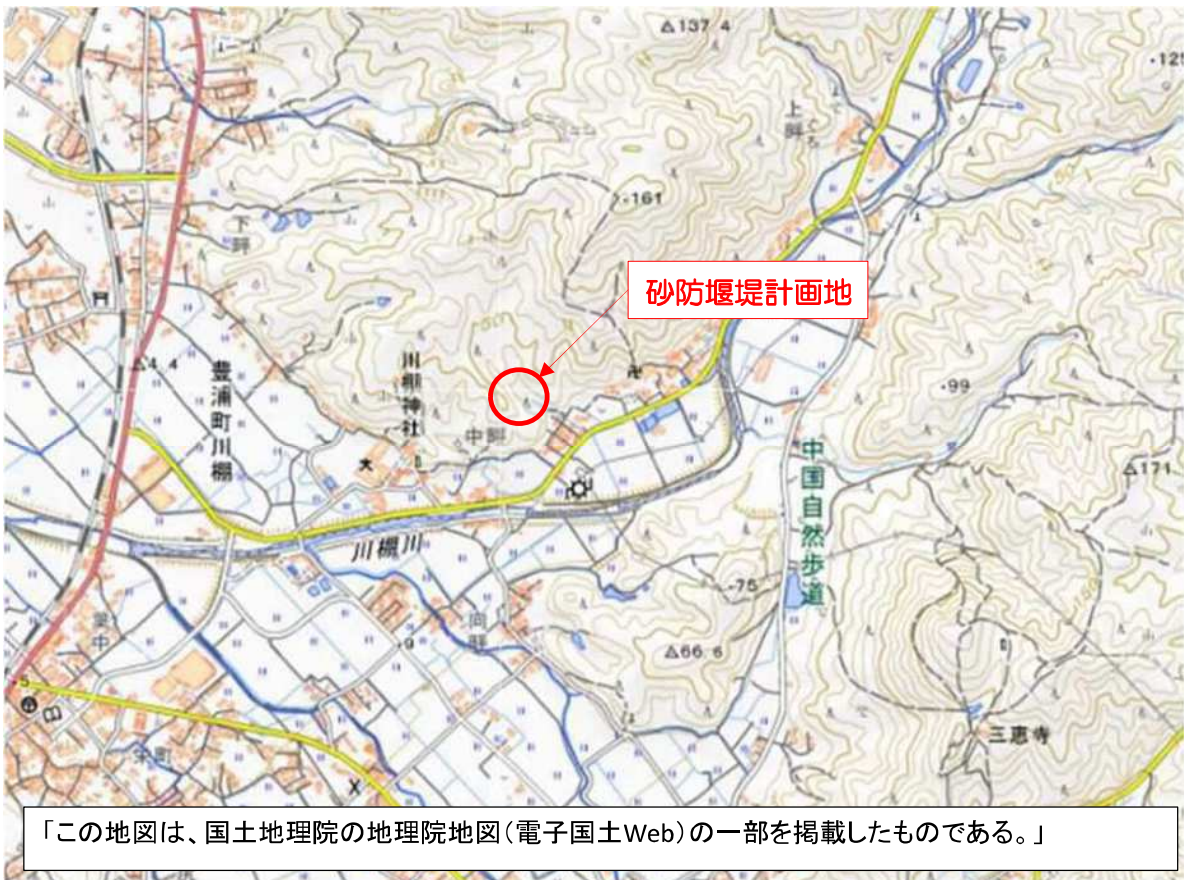 137.4
125
上畔
161
下畔
砂防堰堤計画地
4.4
豊浦町川棚
川棚神社
中畔
99
中国自然歩道
171
川棚川
75
向畔
9
66.6
5
三恵寺
「この地図は、国土地理院の地理院地図(電子国土Web)の一部を掲載したものである。」